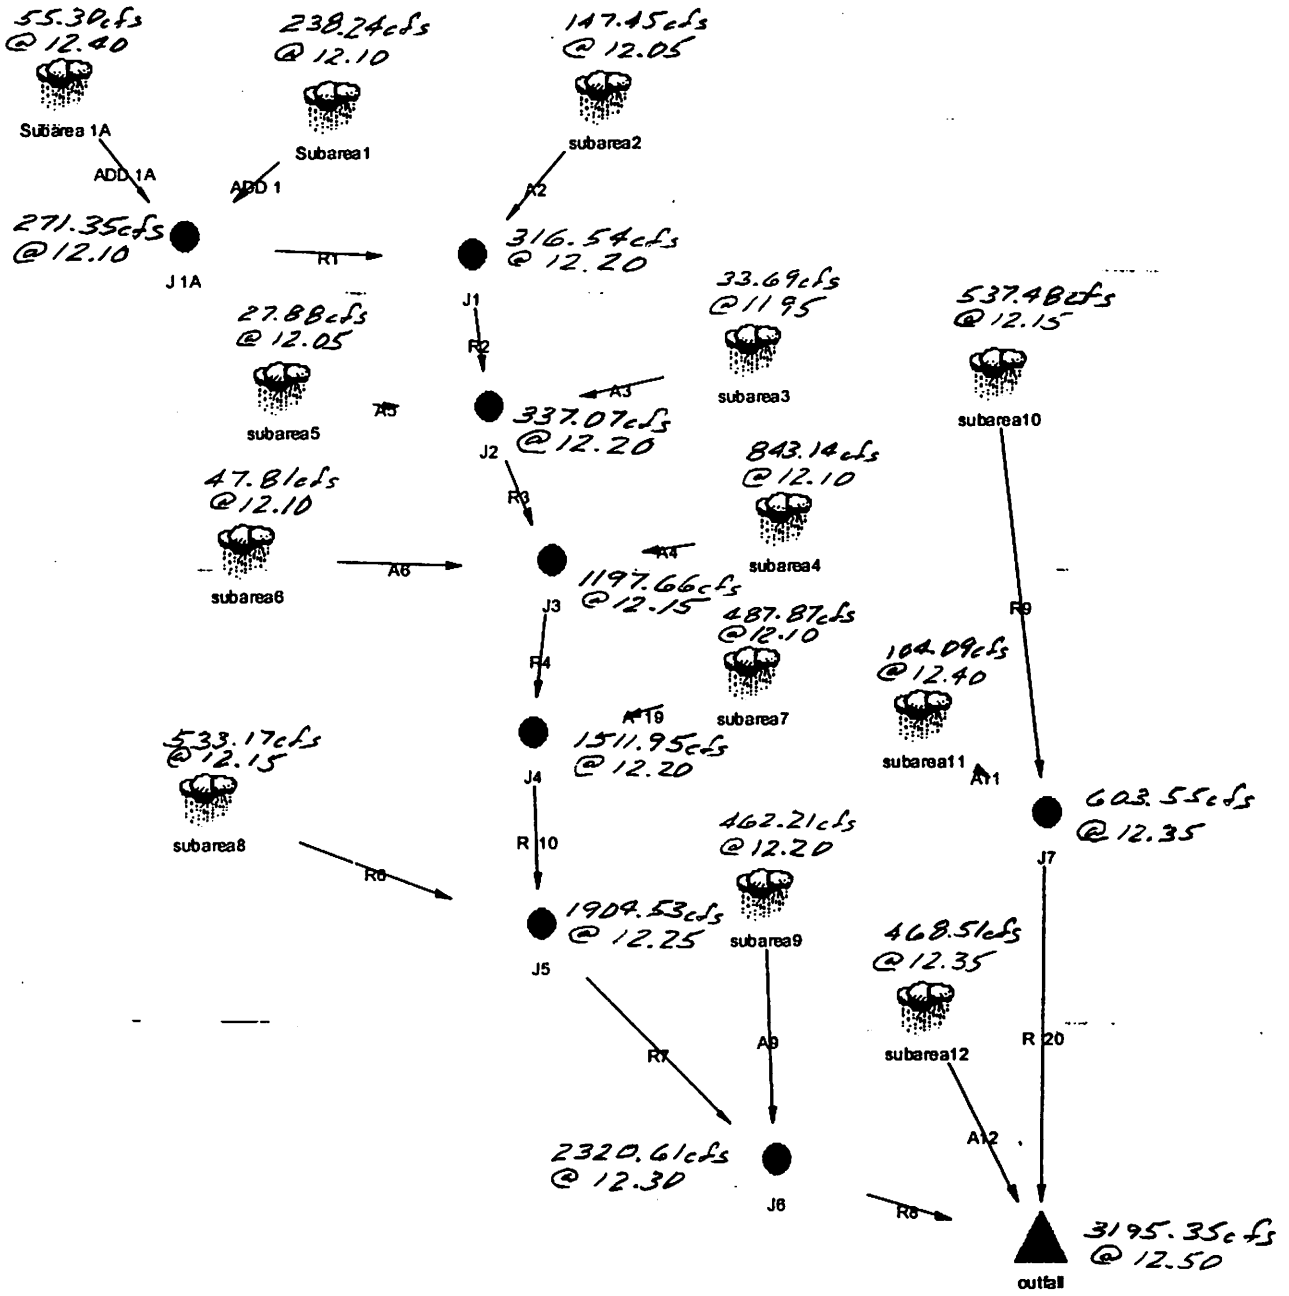 55.30cfs
@ 12.40
238.24cfs
@ 12.10
147.45cfs
@ 12.05
Subarea 1A
Subarea1
subarea2
ADD 1A
ADD 1
A2
271.35cfs
@ 12.10
J 1A
R1
316.54cfs
@ 12.20
J1
27.88cfs
@ 12.05
R2
33.69cfs
@ 11 95
537.48cfs
@ 12.15
subarea5
A5
A3
subarea3
subarea10
J2
337.07cfs
@ 12.20
47.81cfs
@ 12.10
R3
843.14cfs
@ 12.10
subarea6
A6
A4
subarea4
J3
1197.66cfs
@ 12.15
R9
487.87cfs
@ 12.10
R4
104.09cfs
@ 12.40
A 19
subarea7
subarea11
A11
533.17cfs
@ 12.15
J4
1511.95cfs
@ 12.20
subarea8
R 10
462.21cfs
@ 12.20
603.55cfs
@ 12.35
J7
R6
1904.53cfs
@ 12.25
J5
subarea9
468.51cfs
@ 12.35
R7
A9
subarea12
R 20
A12
2320.61cfs
@ 12.30
J6
R8
3195.35cfs
@ 12.50
outfall